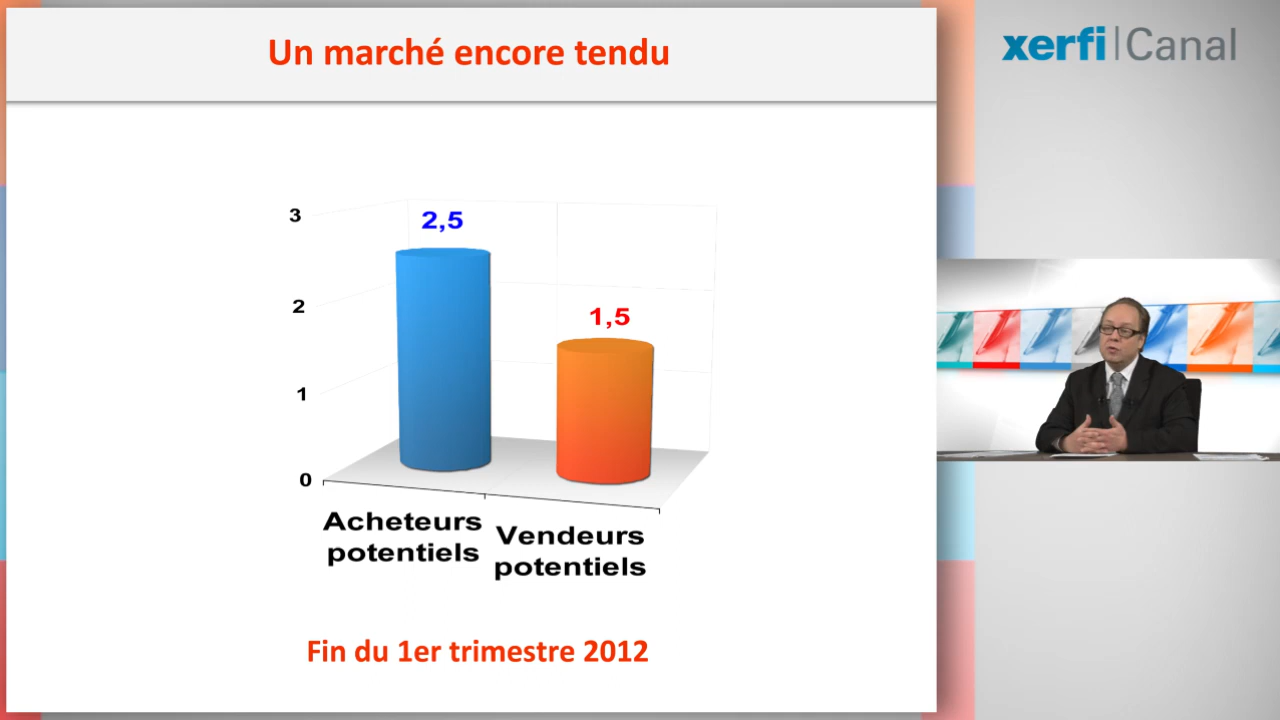 Un marché encore tendu
xerfi|Canal
3
2,5
2
1,5
1
0
Acheteurs
potentiels
Vendeurs
potentiels
Fin du 1er trimestre 2012